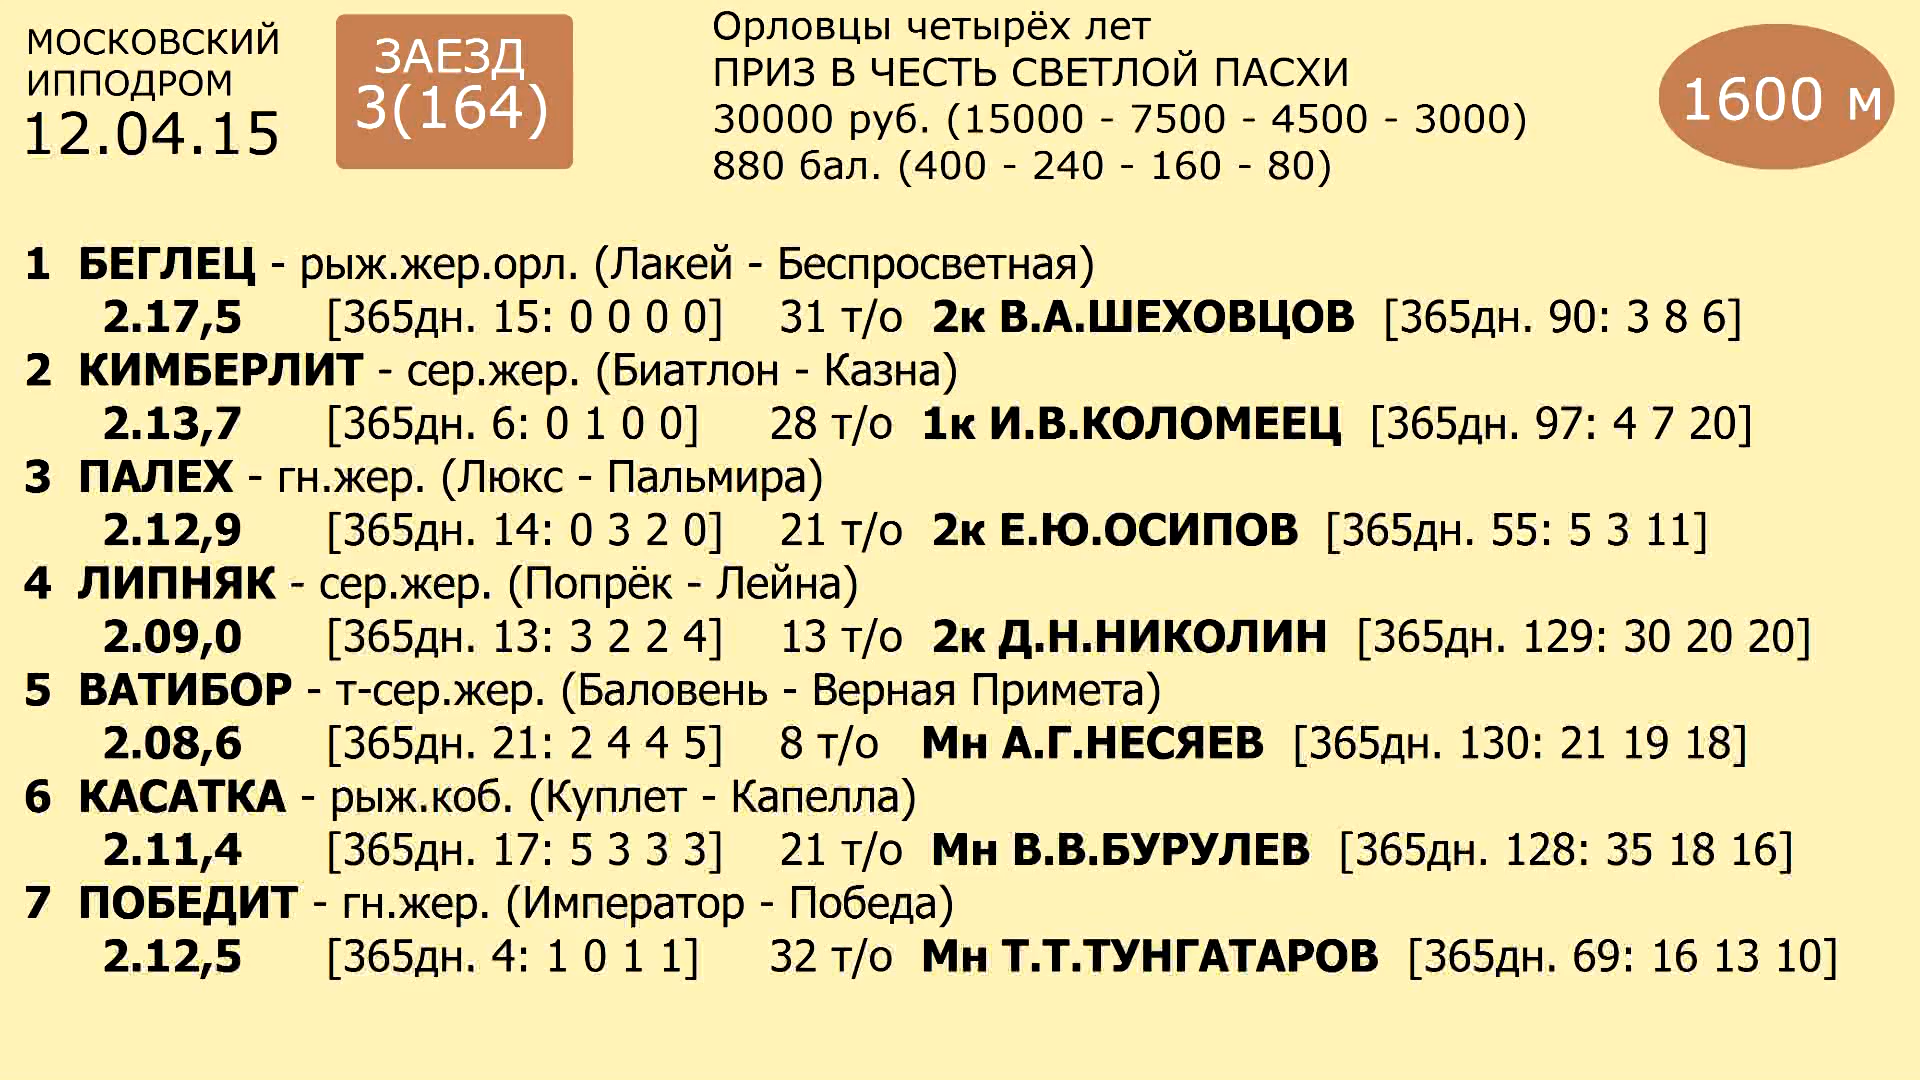 МОСКОВСКИЙ
ИППОДРОМ
12.04.15
ЗАЕЗД
3(164)
Орловцы четырёх лет
ПРИЗ В ЧЕСТЬ СВЕТЛОЙ ПАСХИ
30000 руб. (15000 - 7500 - 4500 - 3000)
880 бал. (400 - 240 - 160 - 80)
1600 м
1 БЕГЛЕЦ - рыж.жер.орл. (Лакей - Беспросветная)
2.17,5 [365дн. 15: 0 0 0 0] 31 т/о 2к В.А.ШЕХОВЦОВ [365дн. 90: 3 8 6]
2 КИМБЕРЛИТ - сер.жер. (Биатлон - Казна)
2.13,7 [365дн. 6: 0 1 0 0] 28 т/о 1к И.В.КОЛОМЕЕЦ [365дн. 97: 4 7 20]
3 ПАЛЕХ - гн.жер. (Люкс - Пальмира)
2.12,9 [365дн. 14: 0 3 2 0] 21 т/о 2к Е.Ю.ОСИПОВ [365дн. 55: 5 3 11]
4 ЛИПНЯК - сер.жер. (Попрёк - Лейна)
2.09,0 [365дн. 13: 3 2 2 4] 13 т/о 2к Д.Н.НИКОЛИН [365дн. 129: 30 20 20]
5 ВАТИБОР - т-сер.жер. (Баловень - Верная Примета)
2.08,6 [365дн. 21: 2 4 4 5] 8 т/о Мн А.Г.НЕСЯЕВ [365дн. 130: 21 19 18]
6 КАСАТКА - рыж.коб. (Куплет - Капелла)
2.11,4 [365дн. 17: 5 3 3 3] 21 т/о Мн В.В.БУРУЛЕВ [365дн. 128: 35 18 16]
7 ПОБЕДИТ - гн.жер. (Император - Победа)
2.12,5 [365дн. 4: 1 0 1 1] 32 т/о Мн Т.Т.ТУНГАТАРОВ [365дн. 69: 16 13 10]